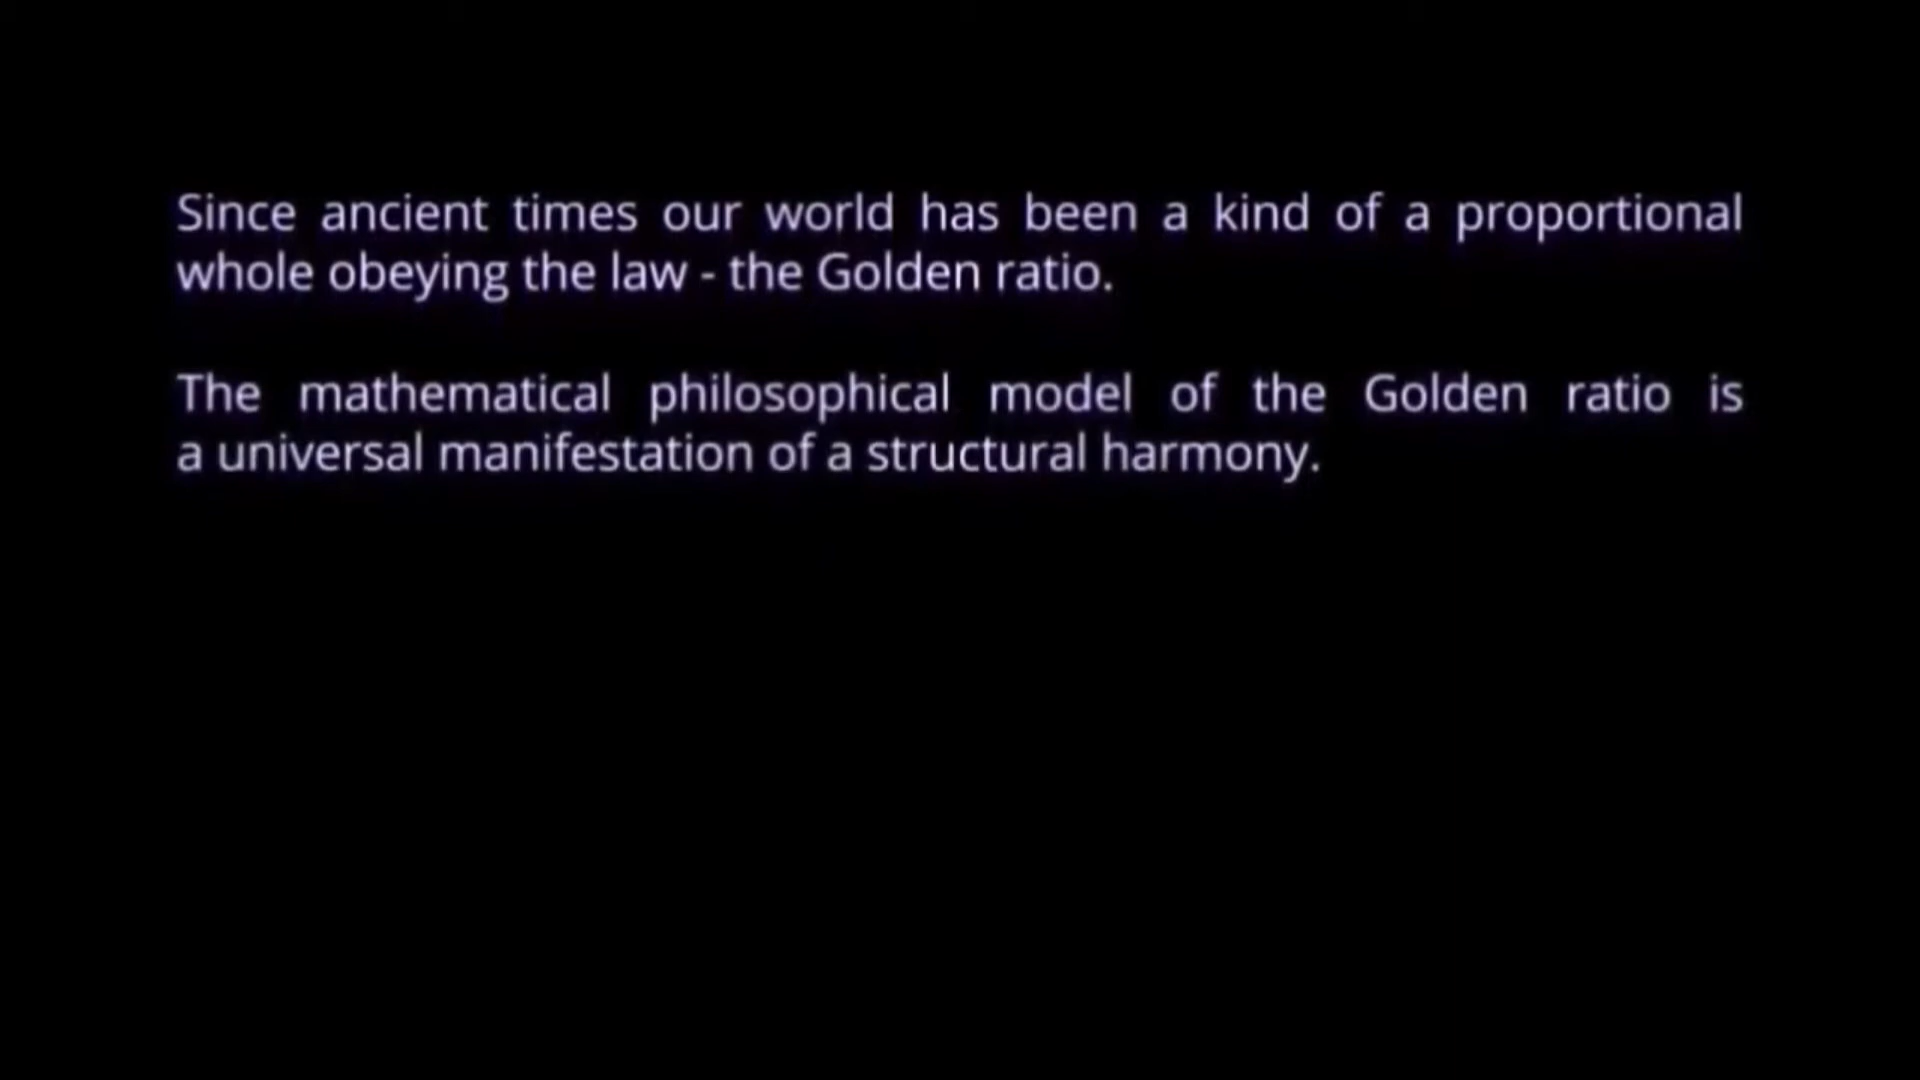 Since ancient times our world has been a kind of a proportional
whole obeying the law - the Golden ratio.
The mathematical philosophical model of the Golden ratio is
a universal manifestation of a structural harmony.